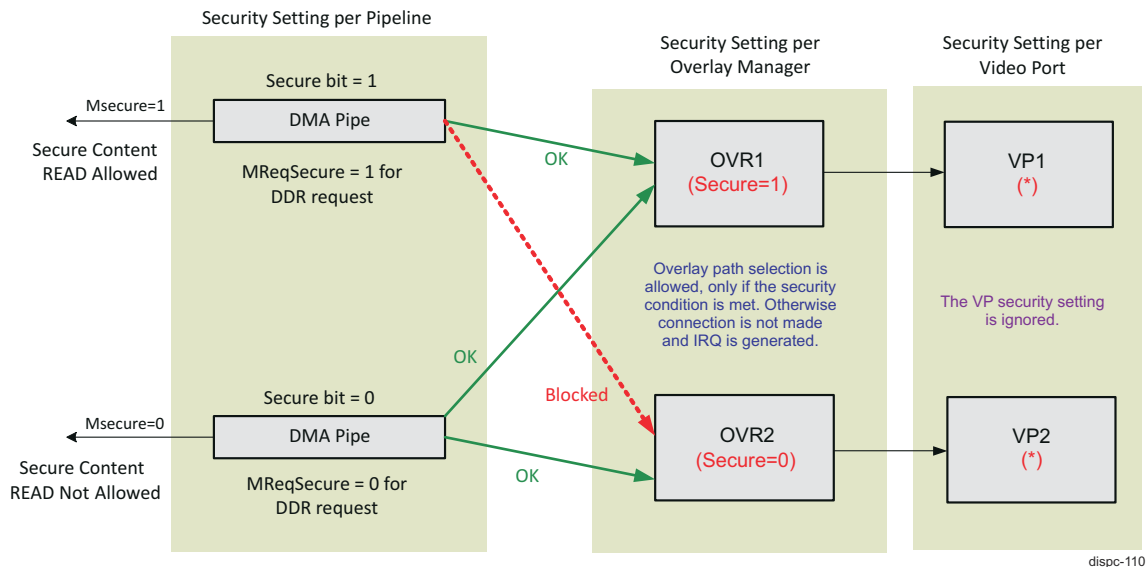 Security Setting per Pipeline
Security Setting per
Overlay Manager
Security Setting per
Video Port
Secure bit = 1
Msecure=1
DMA Pipe
Secure Content
READ Allowed
MReqSecure = 1 for
DDR request
OK
OVR1
(Secure=1)
VP1
(*)
Overlay path selection is
allowed, only if the security
condition is met. Otherwise
connection is not made
and IRQ is generated.
The VP security setting
is ignored.
OK
Blocked
Secure bit = 0
Msecure=0
DMA Pipe
Secure Content
READ Not Allowed
MReqSecure = 0 for
DDR request
OK
OVR2
(Secure=0)
VP2
(*)
dispc-110